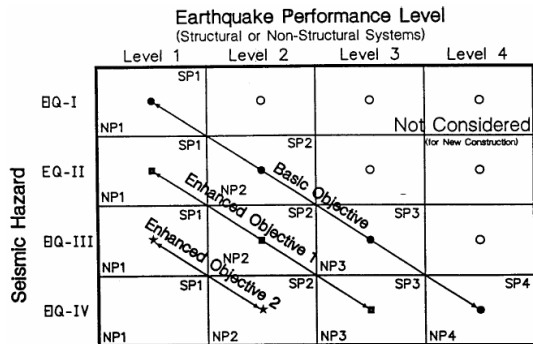 Earthquake Performance Level
(Structural or Non-Structural Systems)
Level 1 Level 2 Level 3 Level 4
SP1
EQ-I
NP1
Not Considered
(for New Construction)
SP1 SP2
EQ-II
NP1 NP2
Basic Objective
SP1 SP2 SP3
Enhanced Objective 1
EQ-III
NP1 NP2 NP3
SP1 SP2 SP3 SP4
Enhanced Objective 2
EQ-IV
NP1 NP2 NP3 NP4
Seismic Hazard